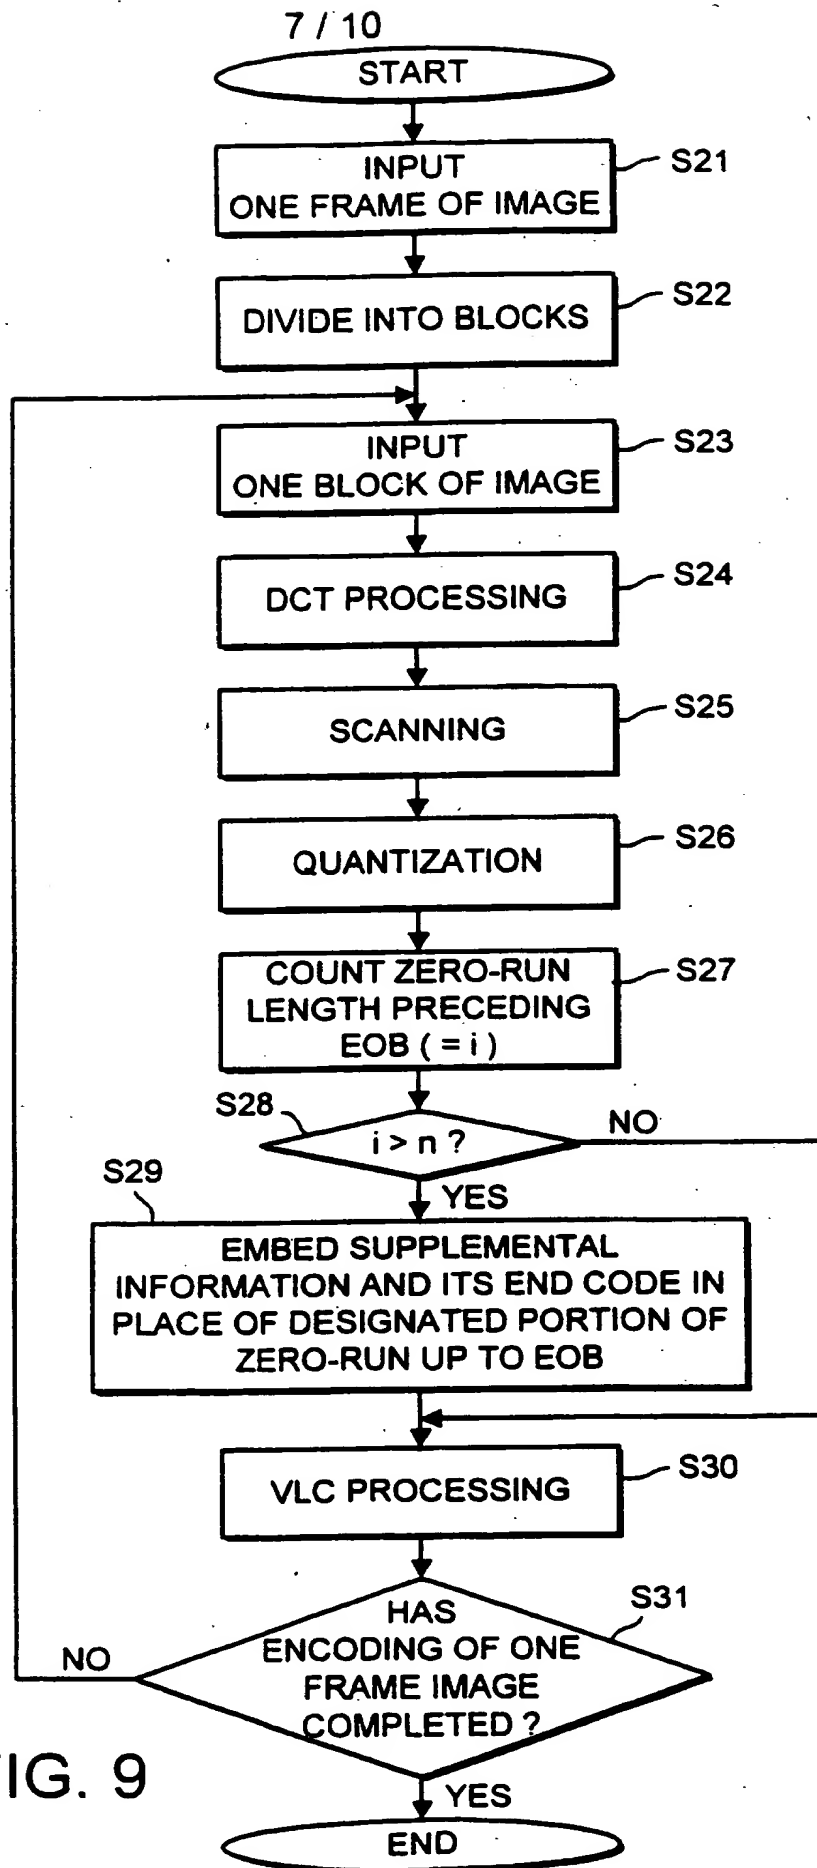 7 / 10
START
INPUT
ONE FRAME OF IMAGE
S21
DIVIDE INTO BLOCKS
S22
INPUT
ONE BLOCK OF IMAGE
S23
DCT PROCESSING
S24
SCANNING
S25
QUANTIZATION
S26
COUNT ZERO-RUN
LENGTH PRECEDING
EOB ( = i )
S27
S28
i > n ?
NO
YES
S29
EMBED SUPPLEMENTAL
INFORMATION AND ITS END CODE IN
PLACE OF DESIGNATED PORTION OF
ZERO-RUN UP TO EOB
VLC PROCESSING
S30
HAS
ENCODING OF ONE
FRAME IMAGE
COMPLETED ?
S31
NO
YES
END
IG. 9